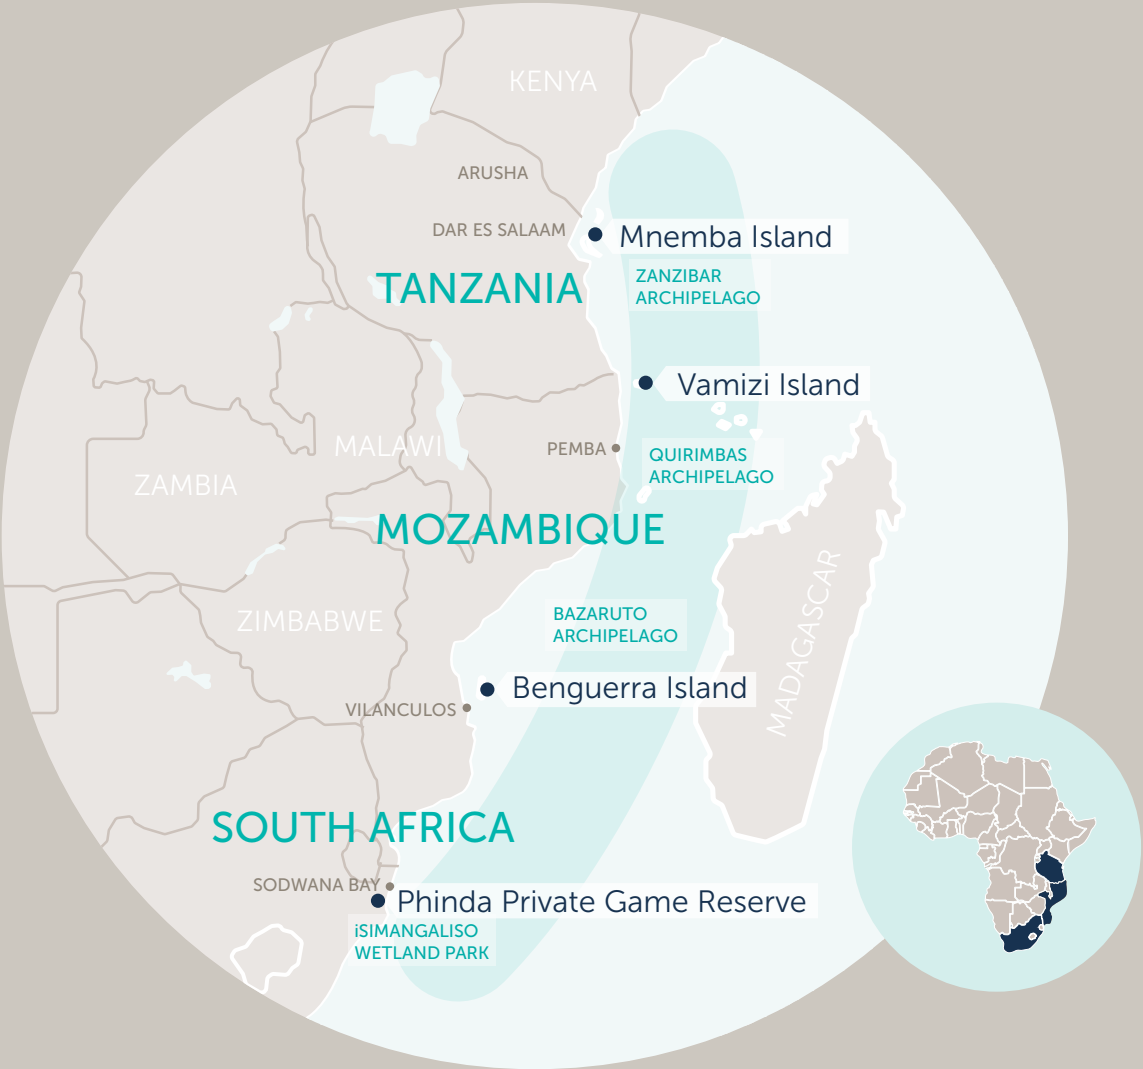 KENYA
ARUSHA
DAR ES SALAAM
Mnemba Island
TANZANIA
ZANZIBAR
ARCHIPELAGO
Vamizi Island
MALAWI
PEMBA
QUIRIMBAS
ARCHIPELAGO
ZAMBIA
MOZAMBIQUE
MADAGASCAR
ZIMBABWE
BAZARUTO
ARCHIPELAGO
Benguerra Island
VILANCULOS
SOUTH AFRICA
SODWANA BAY
Phinda Private Game Reserve
iSIMANGALISO
WETLAND PARK